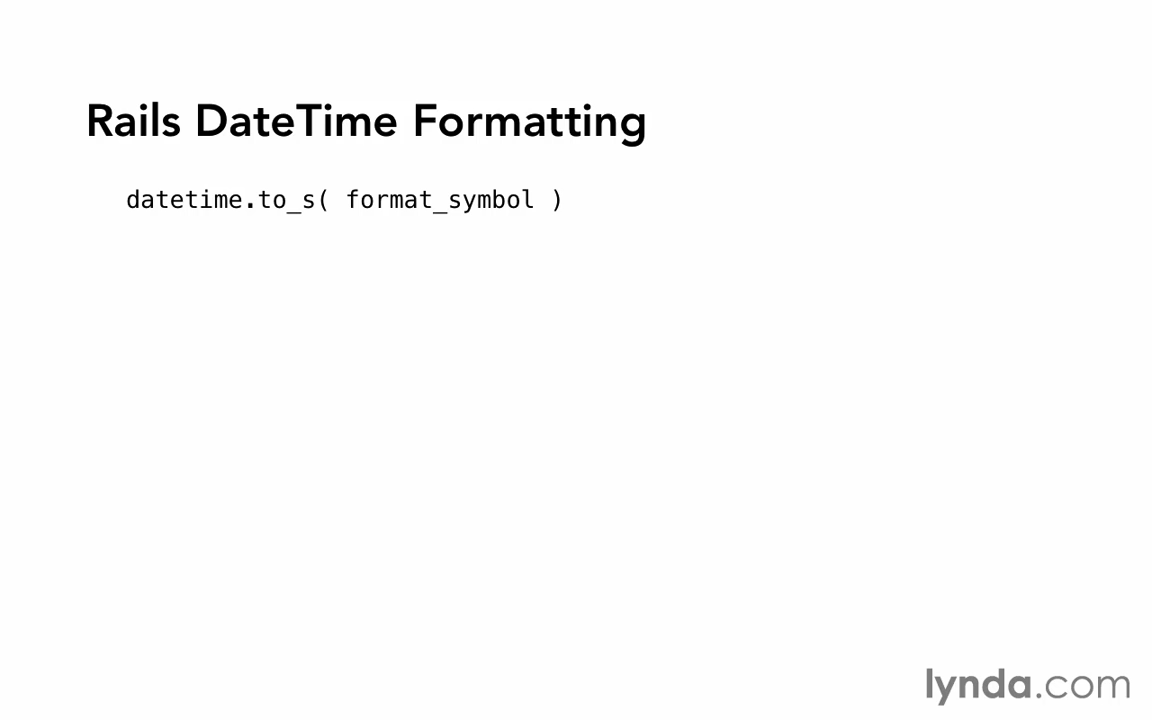 Rails DateTime Formatting
datetime.to_s( format_symbol )
lynda.com